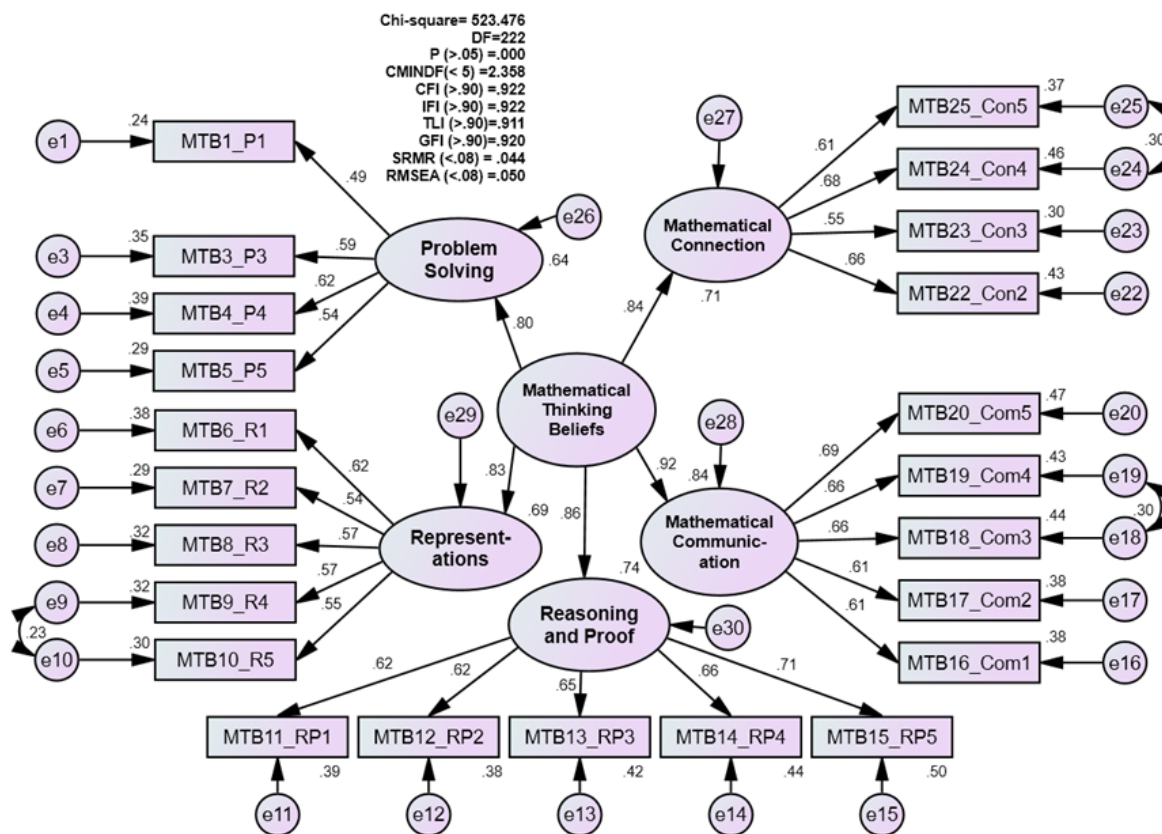 Chi-square= 523.476
DF=222
P (>.05) =.000
CMINDF(< 5) =2.358
CFI (>.90) =.922
IFI (>.90) =.922
TLI (>.90)=.911
GFI (>.90)=.920
SRMR (<.08) = .044
RMSEA (<.08) =.050
e1
.24
MTB1_P1
.49
e3
.35
MTB3_P3
.59
e4
.39
MTB4_P4
.62
e5
.29
MTB5_P5
.54
Problem
Solving
e26
.64
.80
e27
Mathematical
Connection
.71
.84
.61
MTB25_Con5
.37
e25
.30
.68
MTB24_Con4
.46
e24
.55
MTB23_Con3
.30
e23
.66
MTB22_Con2
.43
e22
Mathematical
Thinking
Beliefs
e6
.38
MTB6_R1
.62
e7
.29
MTB7_R2
.54
e8
.32
MTB8_R3
.57
e9
.32
MTB9_R4
.57
.23
e10
.30
MTB10_R5
.55
e29
.83
.69
Represent-
ations
e28
.92
.84
Mathematical
Communic-
ation
.69
MTB20_Com5
.47
e20
.66
MTB19_Com4
.43
e19
.30
.66
MTB18_Com3
.44
e18
.61
MTB17_Com2
.38
e17
.61
MTB16_Com1
.38
e16
.86
.74
Reasoning
and Proof
e30
.62
.62
.65
.66
.71
MTB11_RP1
MTB12_RP2
MTB13_RP3
MTB14_RP4
MTB15_RP5
.39
.38
.42
.44
.50
e11
e12
e13
e14
e15